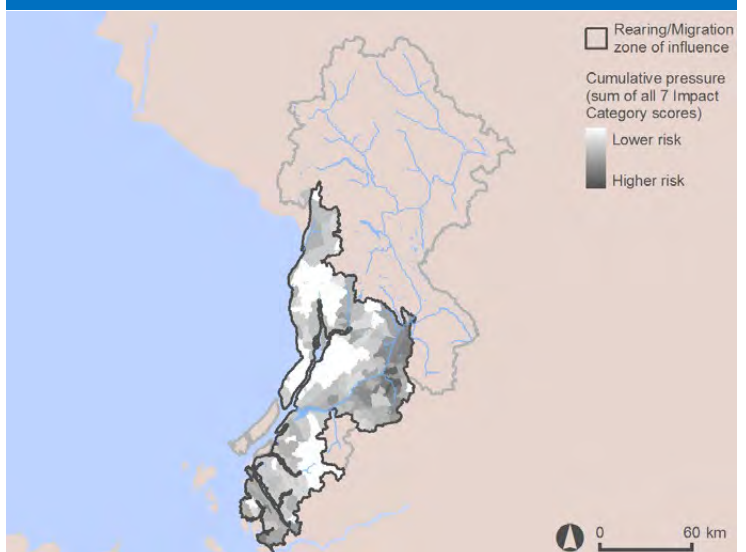 Rearing/Migration
zone of influence
Cumulative pressure
(sum of all 7 Impact
Category scores)
Lower risk
Higher risk
0 60 km